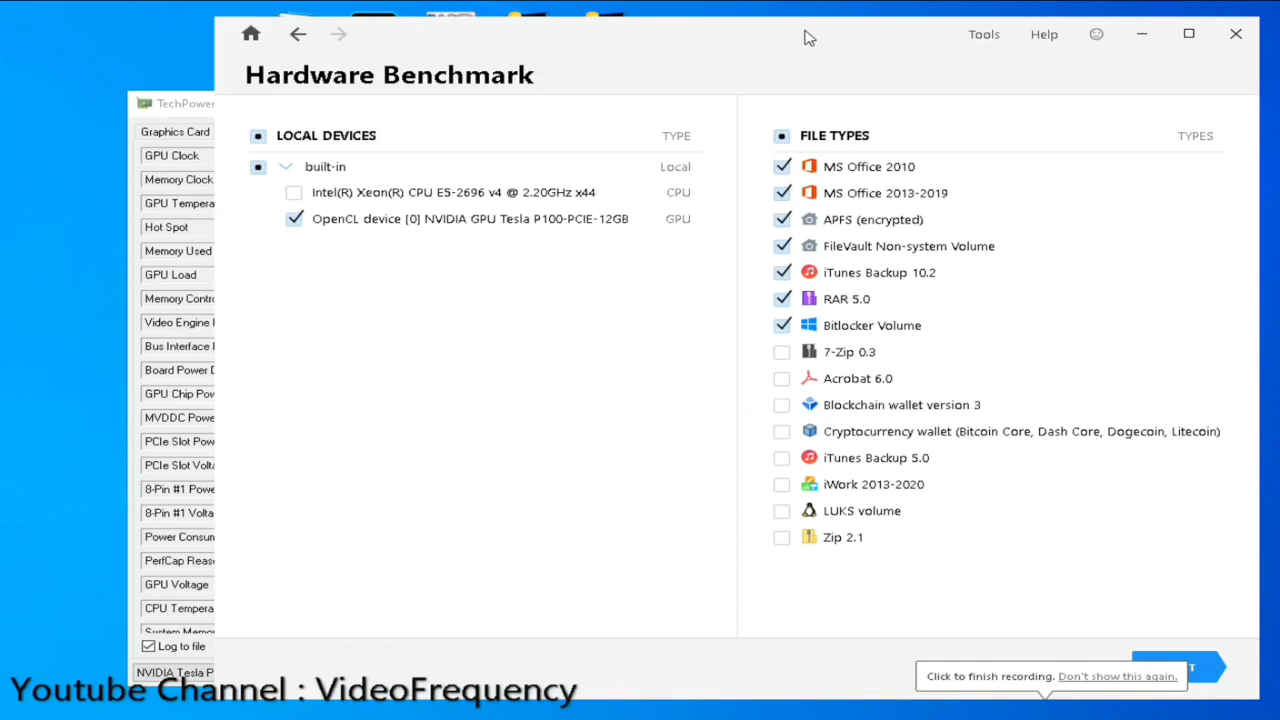 Tools Help
Hardware Benchmark
TechPower
Graphics Card
GPU Clock
Memory Clock
GPU Tempera
Hot Spot
Memory Used
GPU Load
Memory Contro
Video Engine
Bus Interface
Board Power D
GPU Chip Pow
MVDDC Powe
PCIe Slot Pow
PCIe Slot Volta
8-Pin #1 Power
8-Pin #1 Volta
Power Consum
PerfCap Reaso
GPU Voltage
CPU Tempera
System Memo
Log to file
NVIDIA Tesla P
LOCAL DEVICES TYPE
built-in Local
Intel(R) Xeon(R) CPU E5-2696 v4 @ 2.20GHz x44 CPU
OpenCL device [0] NVIDIA GPU Tesla P100-PCIE-12GB GPU
FILE TYPES TYPES
MS Office 2010
MS Office 2013-2019
APFS (encrypted)
FileVault Non-system Volume
iTunes Backup 10.2
RAR 5.0
Bitlocker Volume
7-Zip 0.3
Acrobat 6.0
Blockchain wallet version 3
Cryptocurrency wallet (Bitcoin Core, Dash Core, Dogecoin, Litecoin)
iTunes Backup 5.0
iWork 2013-2020
LUKS volume
Zip 2.1
Click to finish recording. Don't show this again.
T
Youtube Channel : VideoFrequency